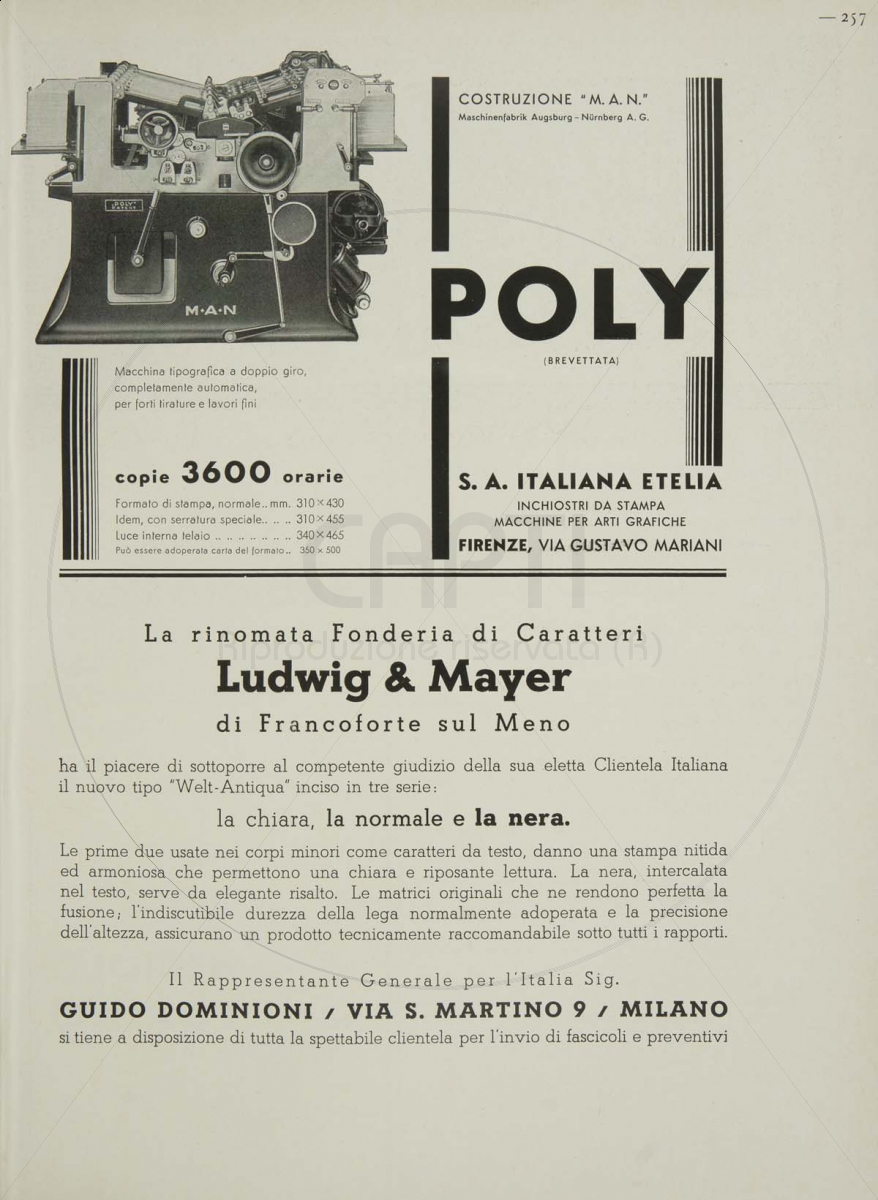 — 257
COSTRUZIONE "M. A. N."
Maschinenfabrik Augsburg – Nürnberg A. G.
„POLY"
M·A·N
POLY
(BREVETTATA)
Macchina tipografica a doppio giro,
completamente automatica,
per forti tirature e lavori fini
copie 3600 orarie
Formato di stampa, normale.. mm. 310×430
Idem, con serratura speciale.. .. .. 310×455
Luce interna telaio .. .. .. .. .. .. .. .. 340×465
Può essere adoperata carta del formato.. 350 × 500
S. A. ITALIANA ETELIA
INCHIOSTRI DA STAMPA
MACCHINE PER ARTI GRAFICHE
FIRENZE, VIA GUSTAVO MARIANI
CAPTI
Riproduzione riservata (R)
La rinomata Fonderia di Caratteri
Ludwig & Mayer
di Francoforte sul Meno
ha il piacere di sottoporre al competente giudizio della sua eletta Clientela Italiana
il nuovo tipo "Welt-Antiqua" inciso in tre serie:
la chiara, la normale e la nera.
Le prime due usate nei corpi minori come caratteri da testo, danno una stampa nitida
ed armoniosa che permettono una chiara e riposante lettura. La nera, intercalata
nel testo, serve da elegante risalto. Le matrici originali che ne rendono perfetta la
fusione; l'indiscutibile durezza della lega normalmente adoperata e la precisione
dell'altezza, assicurano un prodotto tecnicamente raccomandabile sotto tutti i rapporti.
Il Rappresentante Generale per l'Italia Sig.
GUIDO DOMINIONI / VIA S. MARTINO 9 / MILANO
si tiene a disposizione di tutta la spettabile clientela per l'invio di fascicoli e preventivi